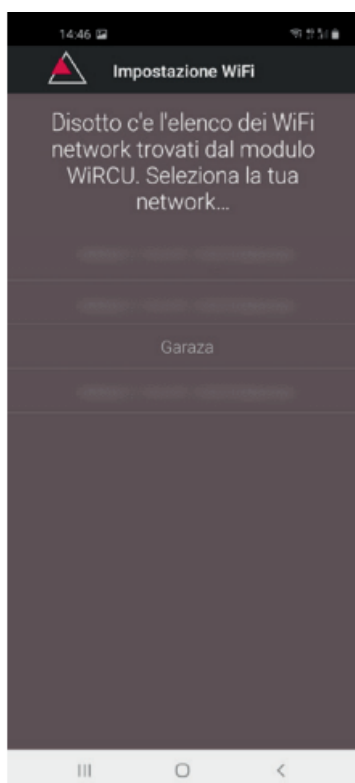 14:46
Impostazione WiFi
Disotto c'e l'elenco dei WiFi
network trovati dal modulo
WiRCU. Seleziona la tua
network...
Garaza